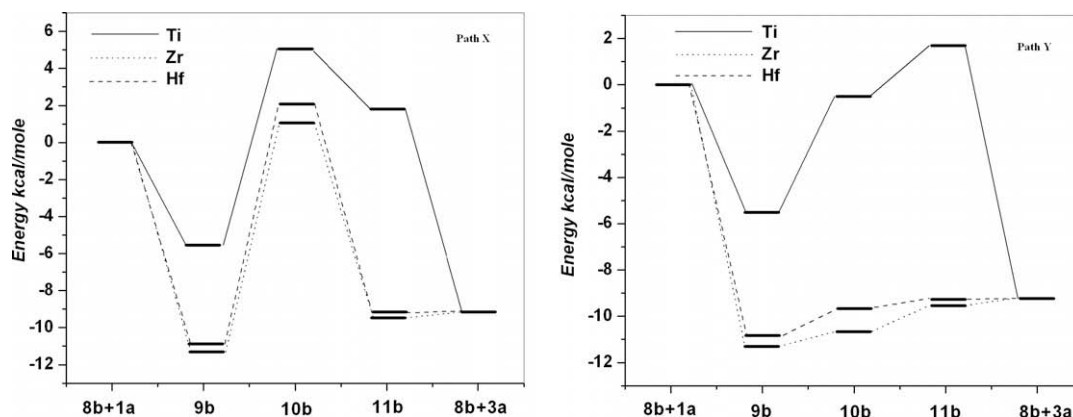 6
4
2
0
-2
-4
-6
-8
-10
-12
Energy kcal/mole
Ti
Zr
Hf
Path X
8b+1a 9b 10b 11b 8b+3a
2
0
-2
-4
-6
-8
-10
-12
Energy kcal/mole
Ti
Zr
Hf
Path Y
8b+1a 9b 10b 11b 8b+3a